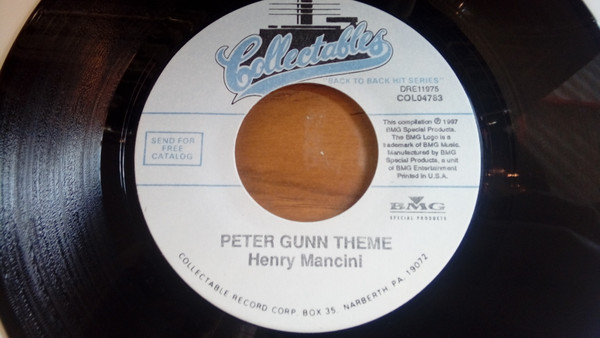 Collectables
"BACK TO BACK HIT SERIES"
DRE11975
COL04783
SEND FOR
FREE
CATALOG
This compilation ℗ 1997
BMG Special Products.
The BMG Logo is a
trademark of BMG Music.
Manufactured by BMG
Special Products, a unit
of BMG Entertainment
Printed in U.S.A.
BMG
SPECIAL PRODUCTS
PETER GUNN THEME
Henry Mancini
COLLECTABLE RECORD CORP. BOX 35, NARBERTH, PA. 19072